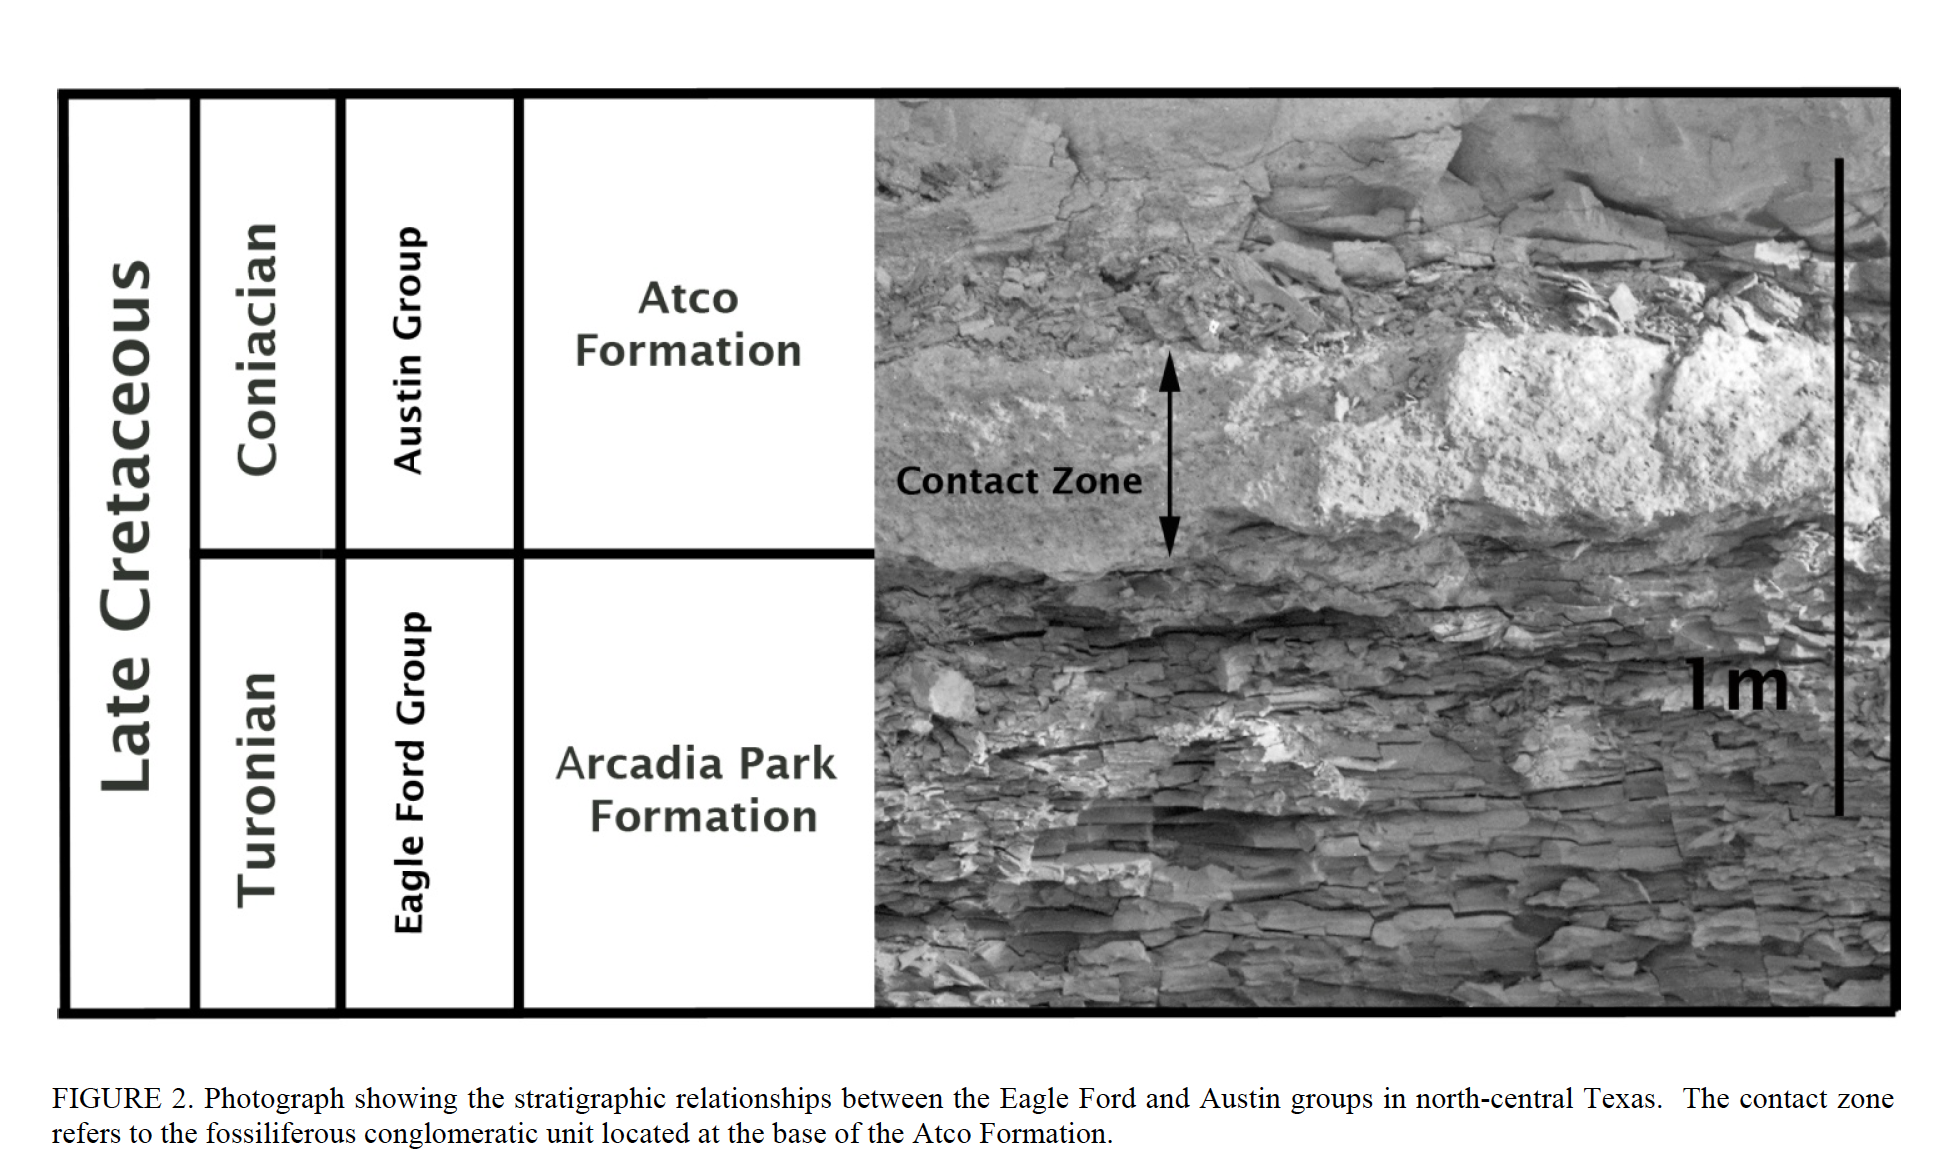 Late Cretaceous
Coniacian
Austin Group
Atco
Formation
Contact Zone
1 m
Turonian
Eagle Ford Group
Arcadia Park
Formation
FIGURE 2. Photograph showing the stratigraphic relationships between the Eagle Ford and Austin groups in north-central Texas.  The contact zone
refers to the fossiliferous conglomeratic unit located at the base of the Atco Formation.